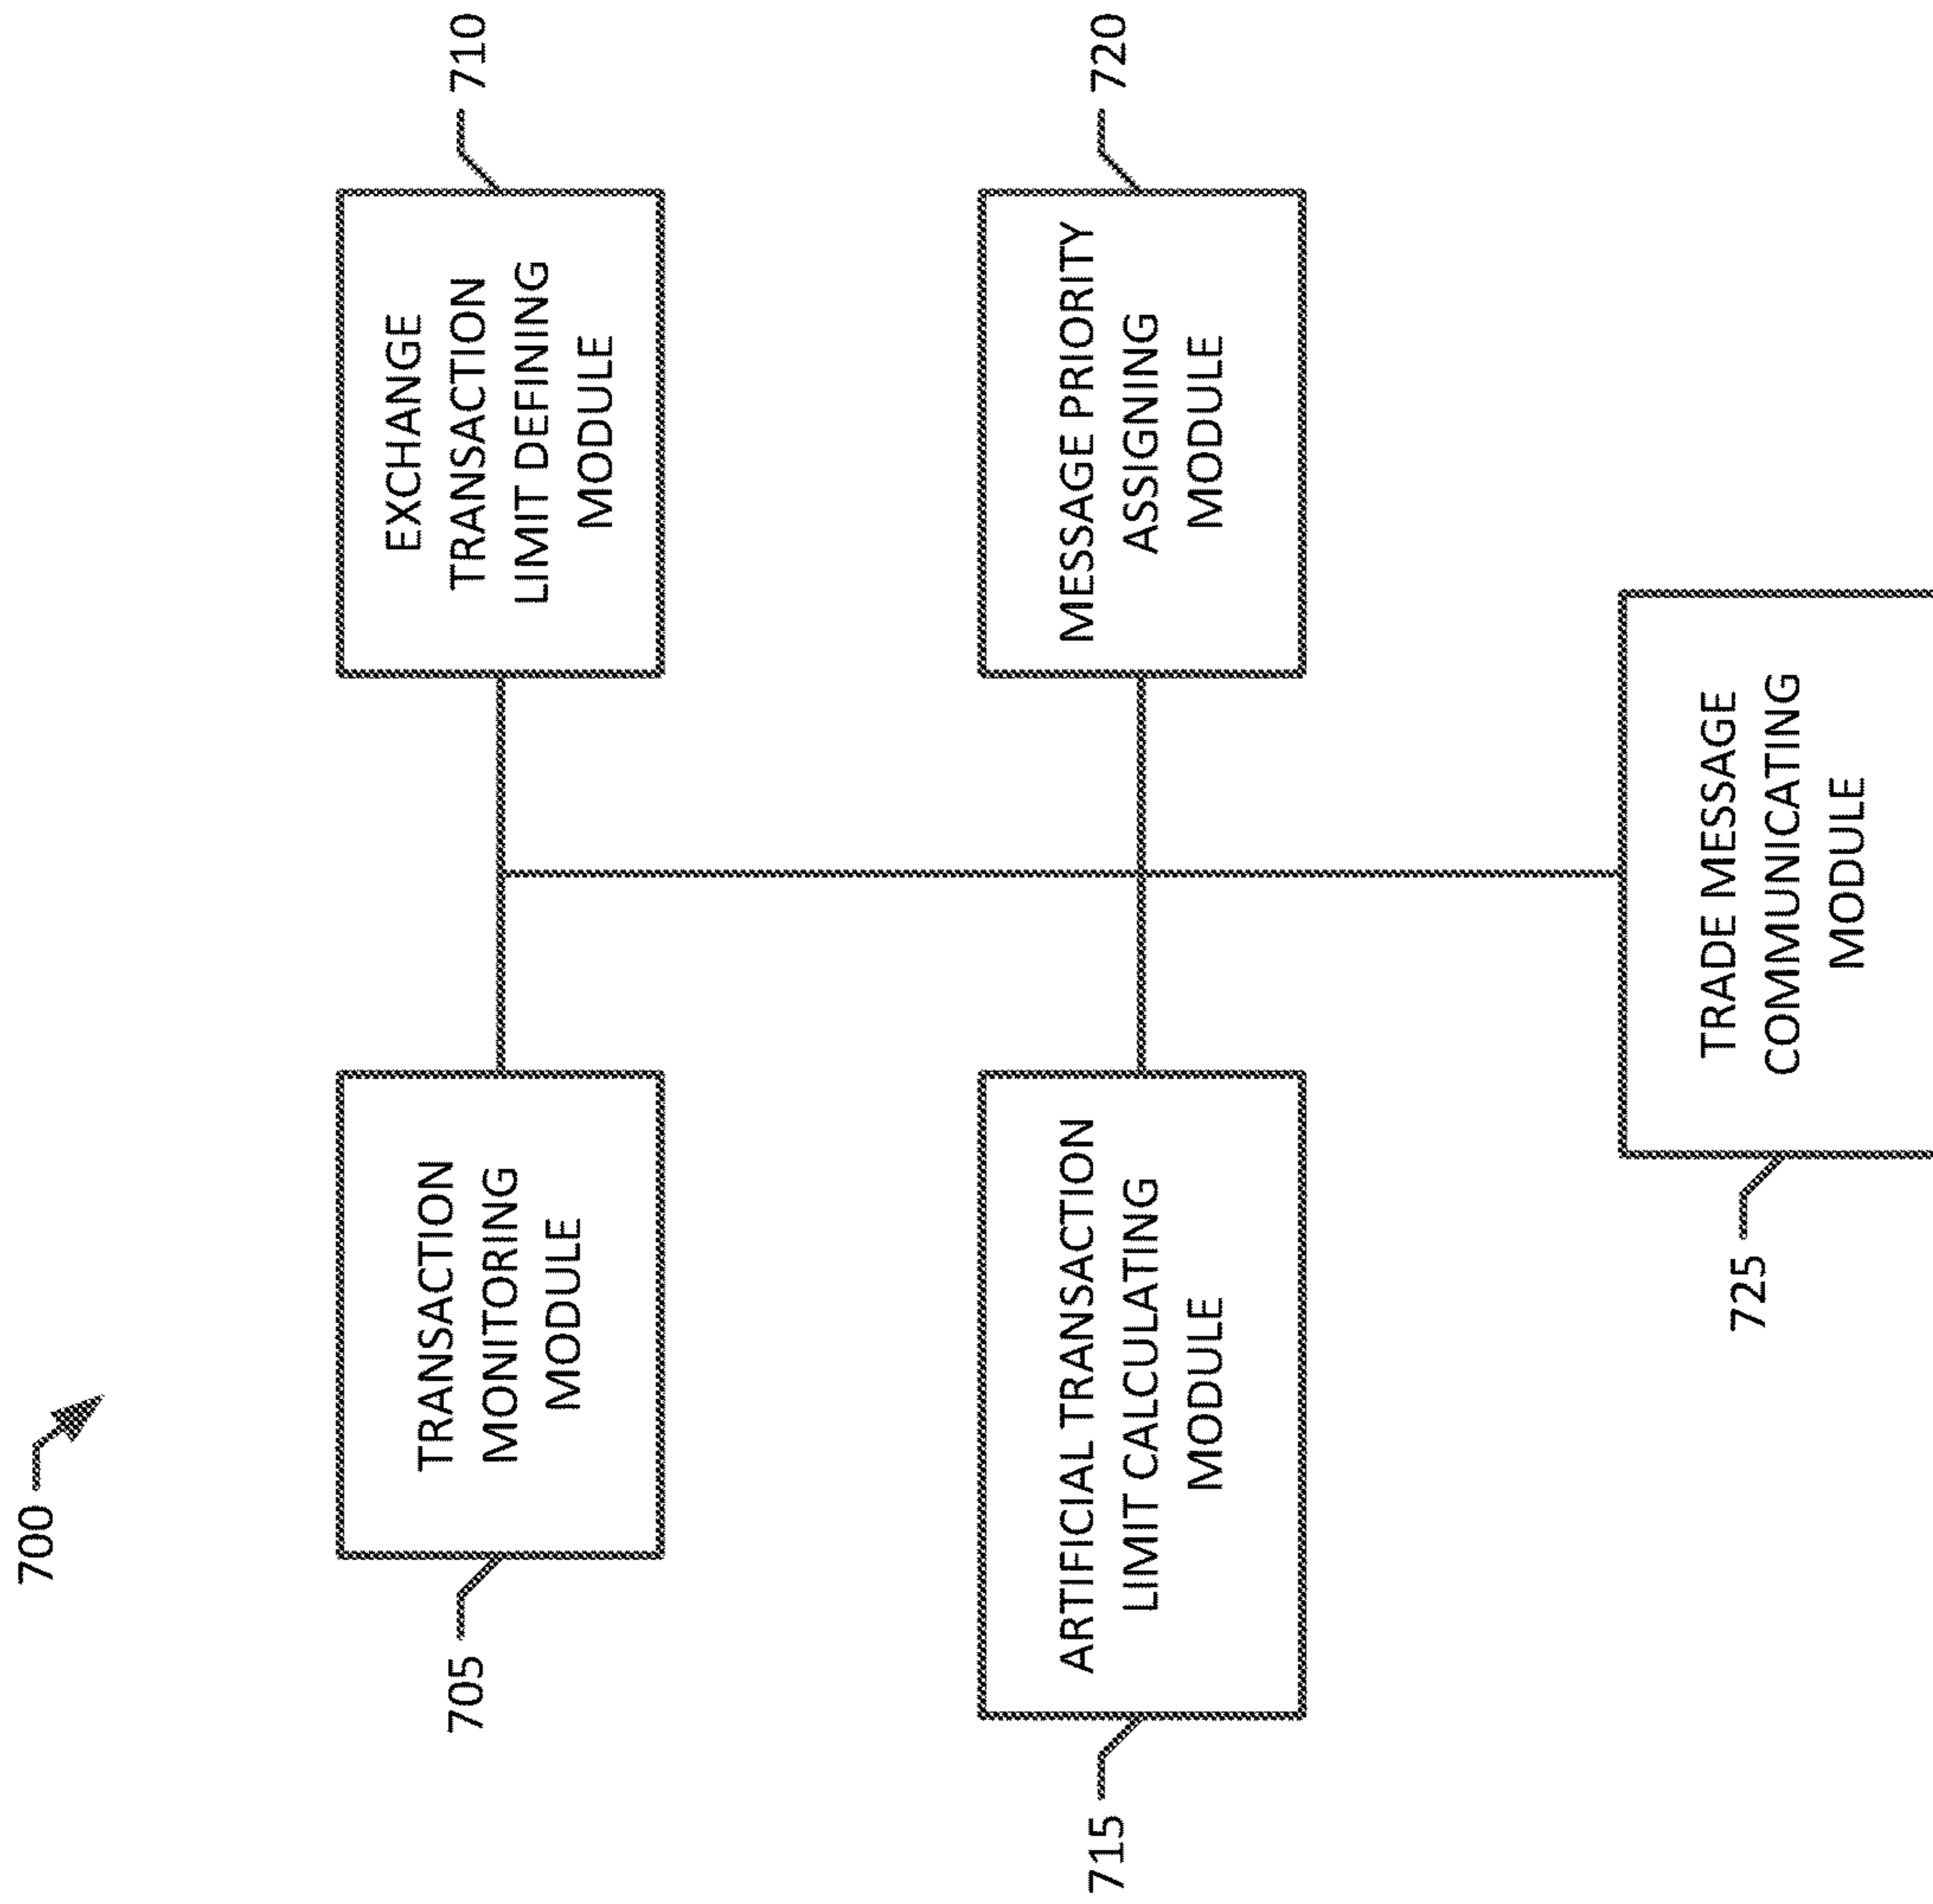 700
705
TRANSACTION
MONITORING
MODULE
EXCHANGE
TRANSACTION
LIMIT DEFINING
MODULE
710
715
ARTIFICIAL TRANSACTION
LIMIT CALCULATING
MODULE
MESSAGE PRIORITY
ASSIGNING
MODULE
720
725
TRADE MESSAGE
COMMUNICATING
MODULE